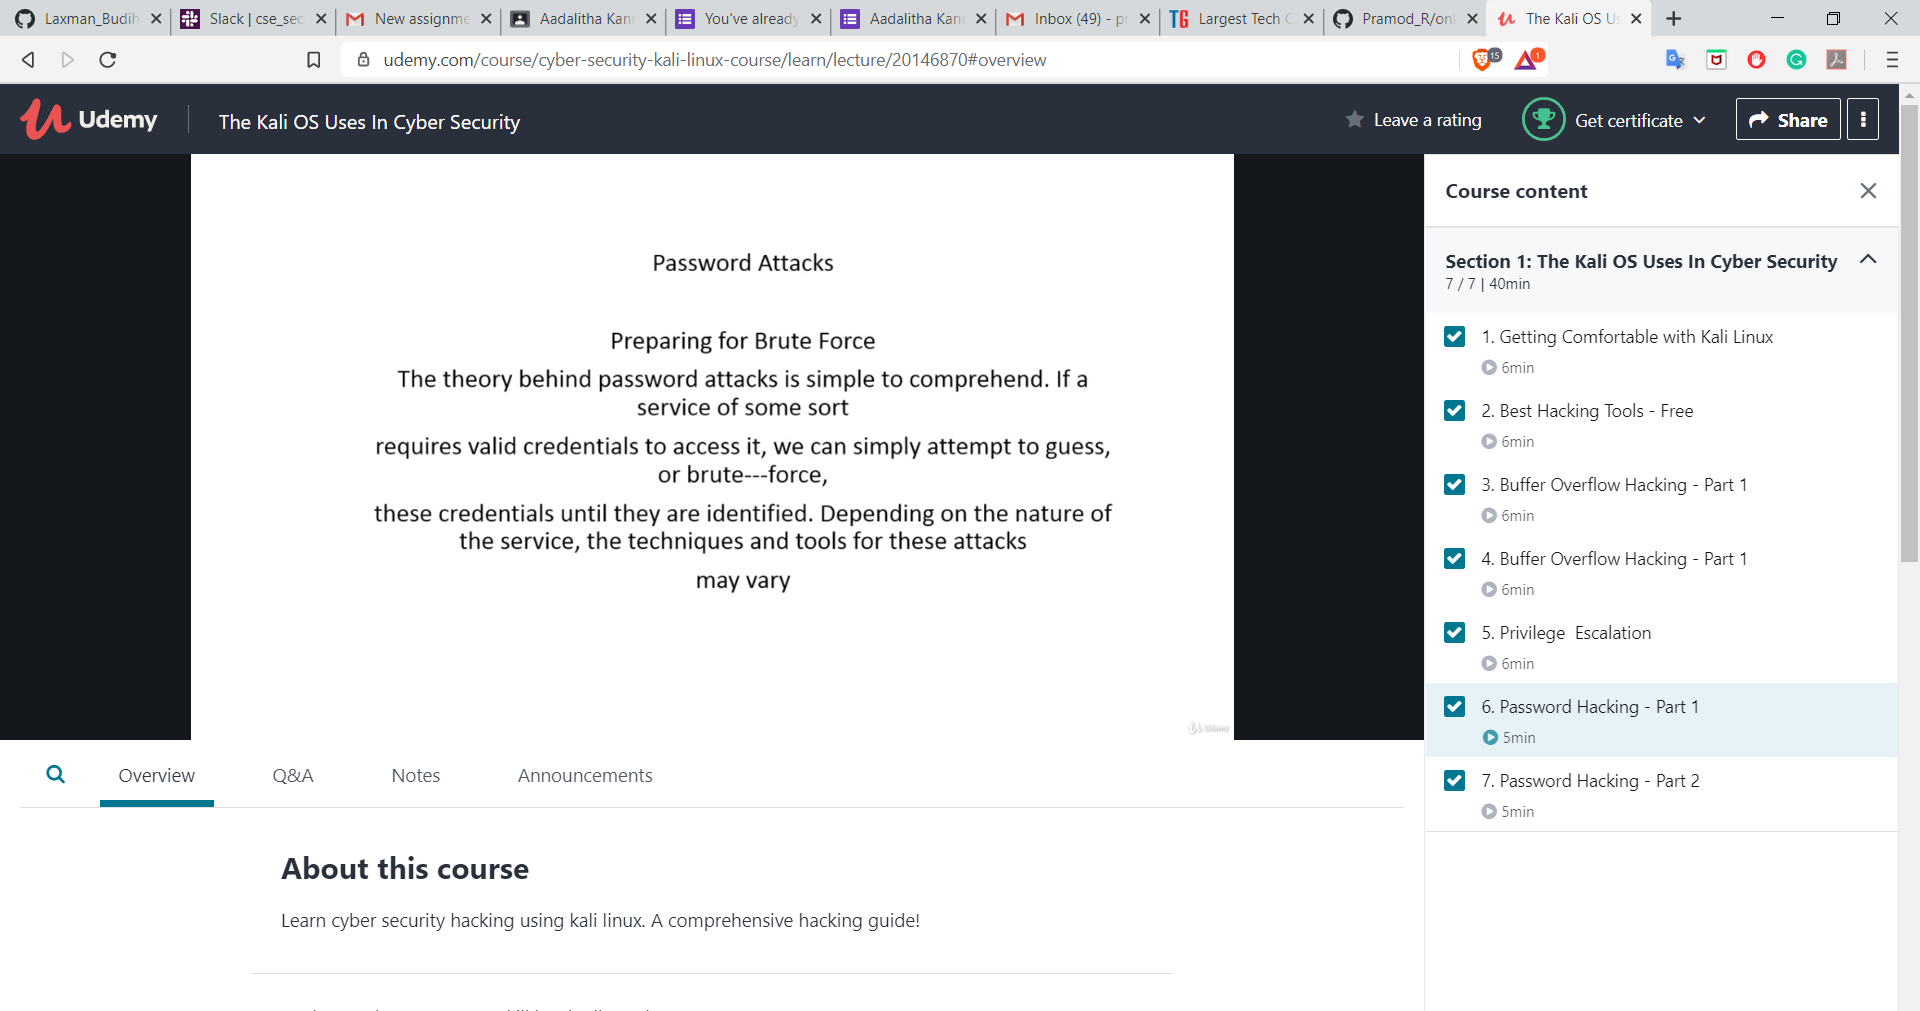 Laxman_Budih
Slack | cse_sec
New assignme
Aadalitha Kann
You've already
Aadalitha Kann
Inbox (49) - pr
TG Largest Tech C
Pramod_R/onl
The Kali OS Us
udemy.com/course/cyber-security-kali-linux-course/learn/lecture/20146870#overview
15
1
Udemy
The Kali OS Uses In Cyber Security
Leave a rating
Get certificate
Share
Password Attacks
Preparing for Brute Force
The theory behind password attacks is simple to comprehend. If a
service of some sort
requires valid credentials to access it, we can simply attempt to guess,
or brute---force,
these credentials until they are identified. Depending on the nature of
the service, the techniques and tools for these attacks
may vary
Udemy
Course content
Section 1: The Kali OS Uses In Cyber Security
7 / 7 | 40min
1. Getting Comfortable with Kali Linux
6min
2. Best Hacking Tools - Free
6min
3. Buffer Overflow Hacking - Part 1
6min
4. Buffer Overflow Hacking - Part 1
6min
5. Privilege  Escalation
6min
6. Password Hacking - Part 1
5min
7. Password Hacking - Part 2
5min
Overview
Q&A
Notes
Announcements
About this course
Learn cyber security hacking using kali linux. A comprehensive hacking guide!